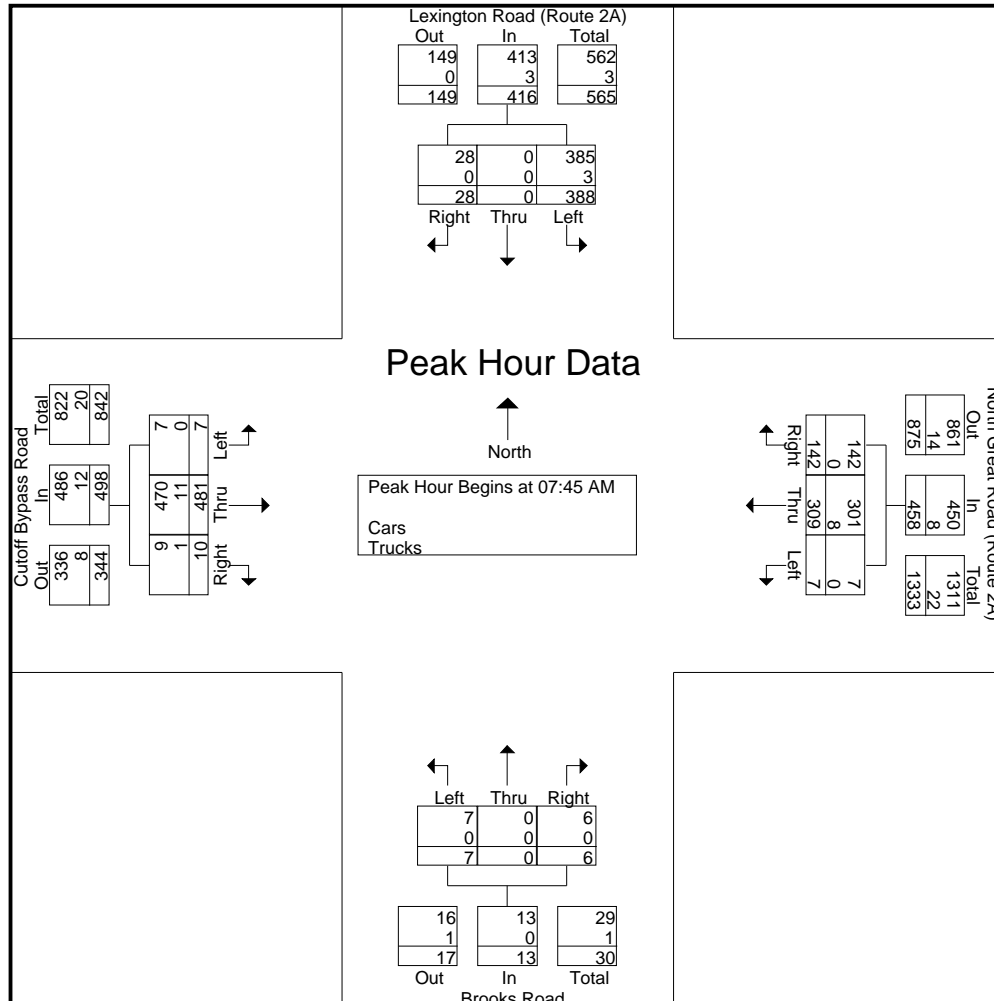 Lexington Road (Route 2A)
Out In Total
149 413 562
0 3 3
149 416 565
28 0 385
0 0 3
28 0 388
Right Thru Left
Peak Hour Data
North
Peak Hour Begins at 07:45 AM
Cars
Trucks
Cutoff Bypass Road
Out In Total
336 486 822
8 12 20
344 498 842
9 470 7
1 11 0
10 481 7
Right Thru Left
North Great Road (Route 2A)
Out In Total
861 450 1311
14 8 22
875 458 1333
142 301 7
0 8 0
142 309 7
Right Thru Left
Left Thru Right
7 0 6
0 0 0
7 0 6
16 13 29
1 0 1
17 13 30
Out In Total
Brooks Road